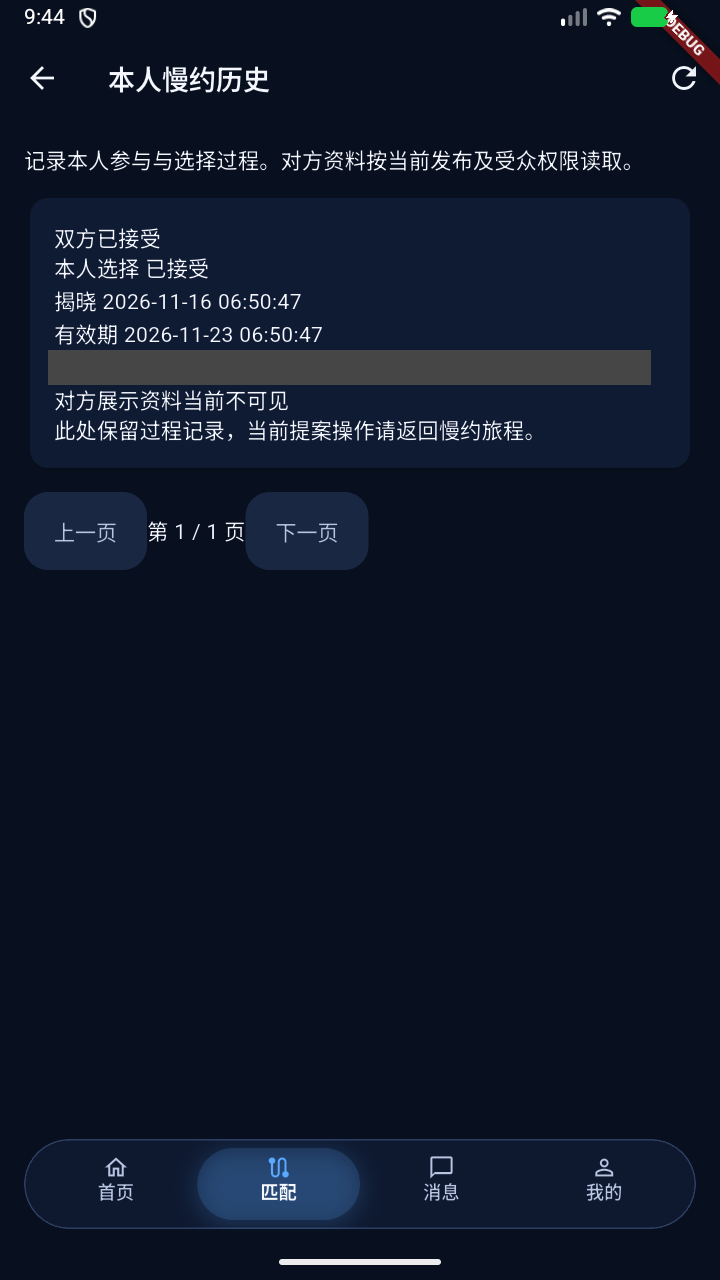 9:44
DEBUG
本人慢约历史
记录本人参与与选择过程。对方资料按当前发布及受众权限读取。
双方已接受
本人选择 已接受
揭晓 2026-11-16 06:50:47
有效期 2026-11-23 06:50:47
对方展示资料当前不可见
此处保留过程记录，当前提案操作请返回慢约旅程。
上一页
第 1 / 1 页
下一页
首页
匹配
消息
我的